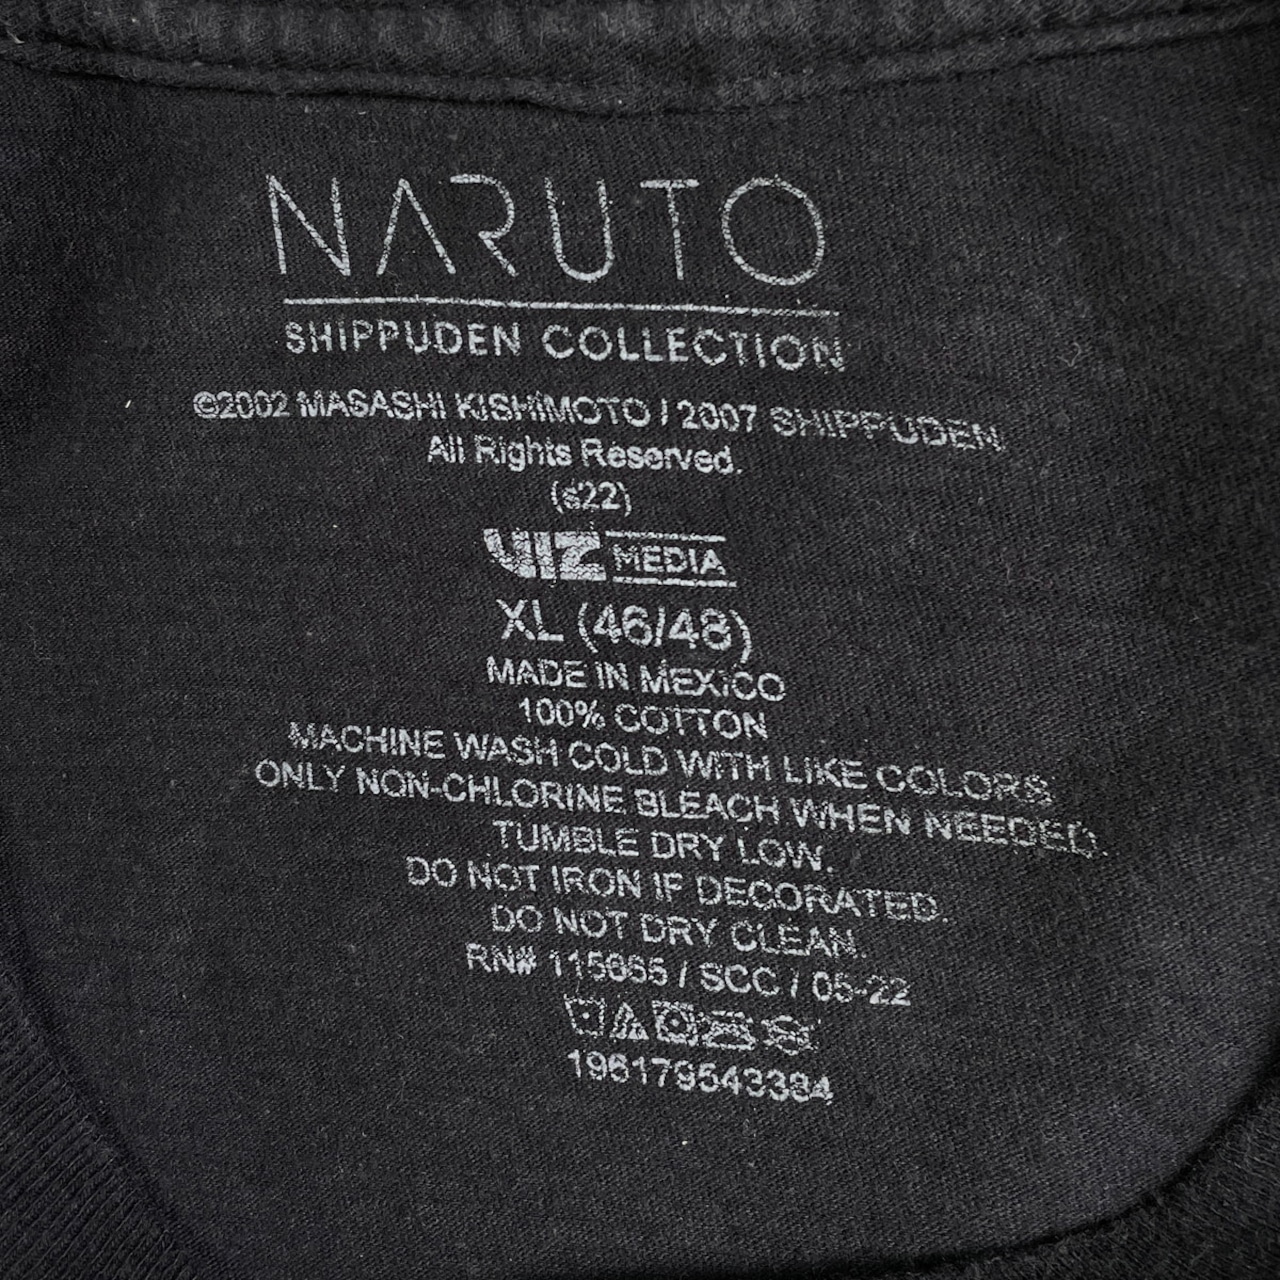 NARUTO
SHIPPUDEN COLLECTION
©2002 MASASHI KISHIMOTO / 2007 SHIPPUDEN
All Rights Reserved.
(s22)
VIZ MEDIA
XL (46/48)
MADE IN MEXICO
100% COTTON
MACHINE WASH COLD WITH LIKE COLORS
ONLY NON-CHLORINE BLEACH WHEN NEEDED.
TUMBLE DRY LOW.
DO NOT IRON IF DECORATED.
DO NOT DRY CLEAN.
RN# 115665 / SCC / 05-22
196179543394